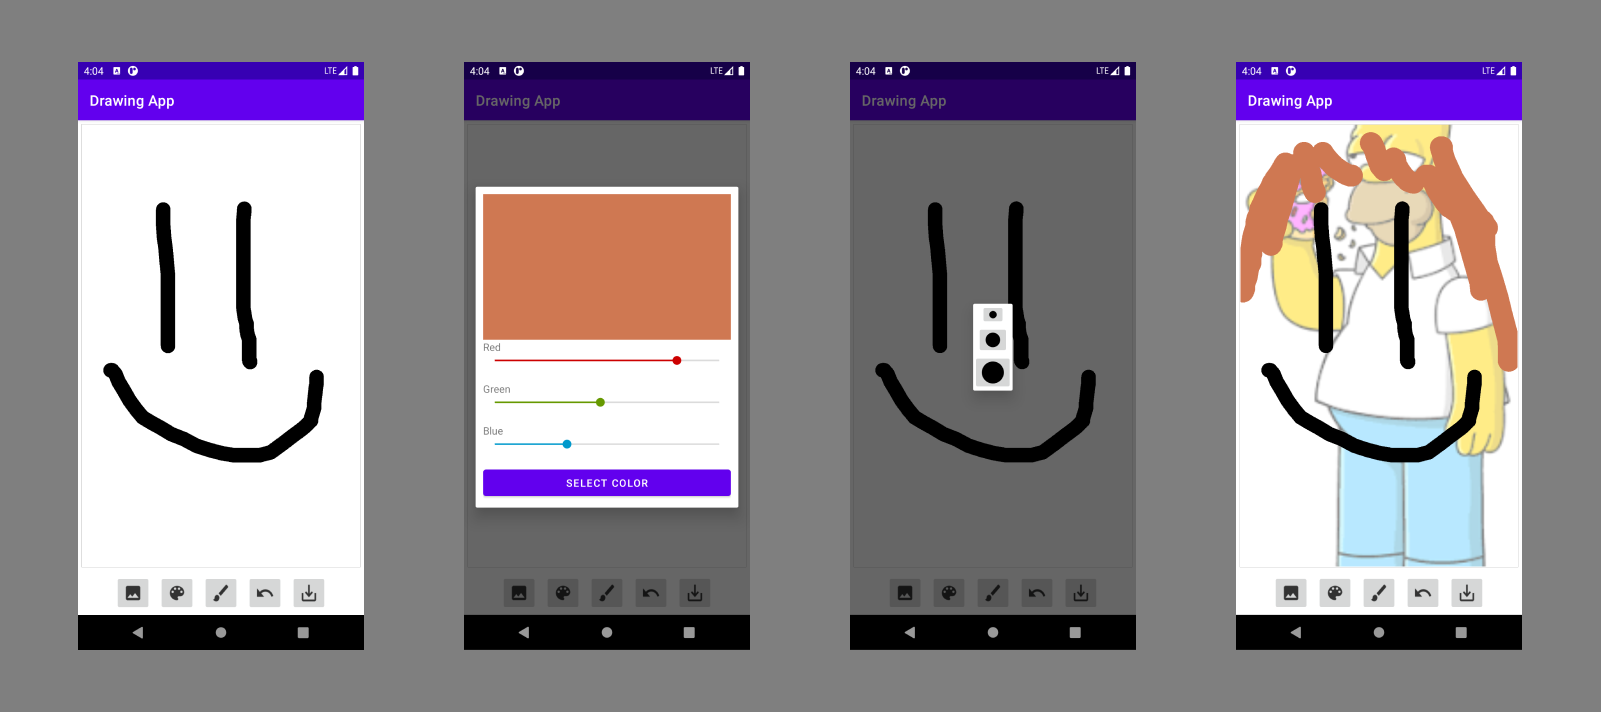 4:04
LTE
Drawing App
4:04
LTE
Drawing App
Red
Green
Blue
SELECT COLOR
4:04
LTE
Drawing App
4:04
LTE
Drawing App